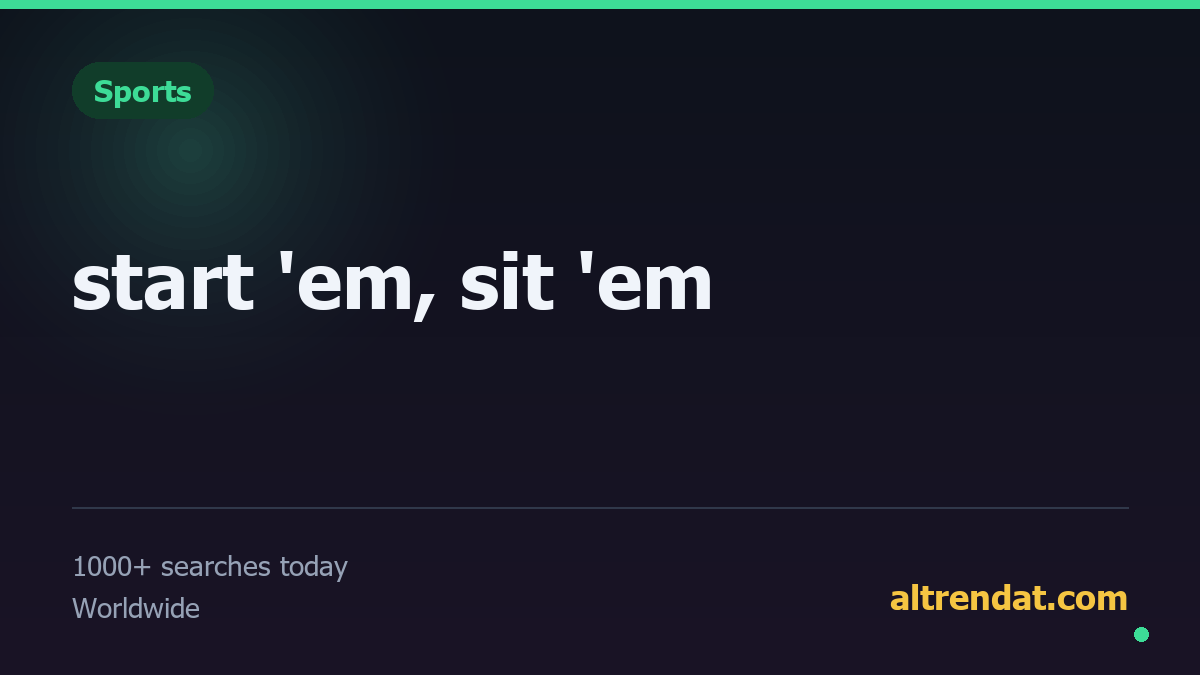 Sports
start 'em, sit 'em
1000+ searches today
Worldwide
altrendat.com